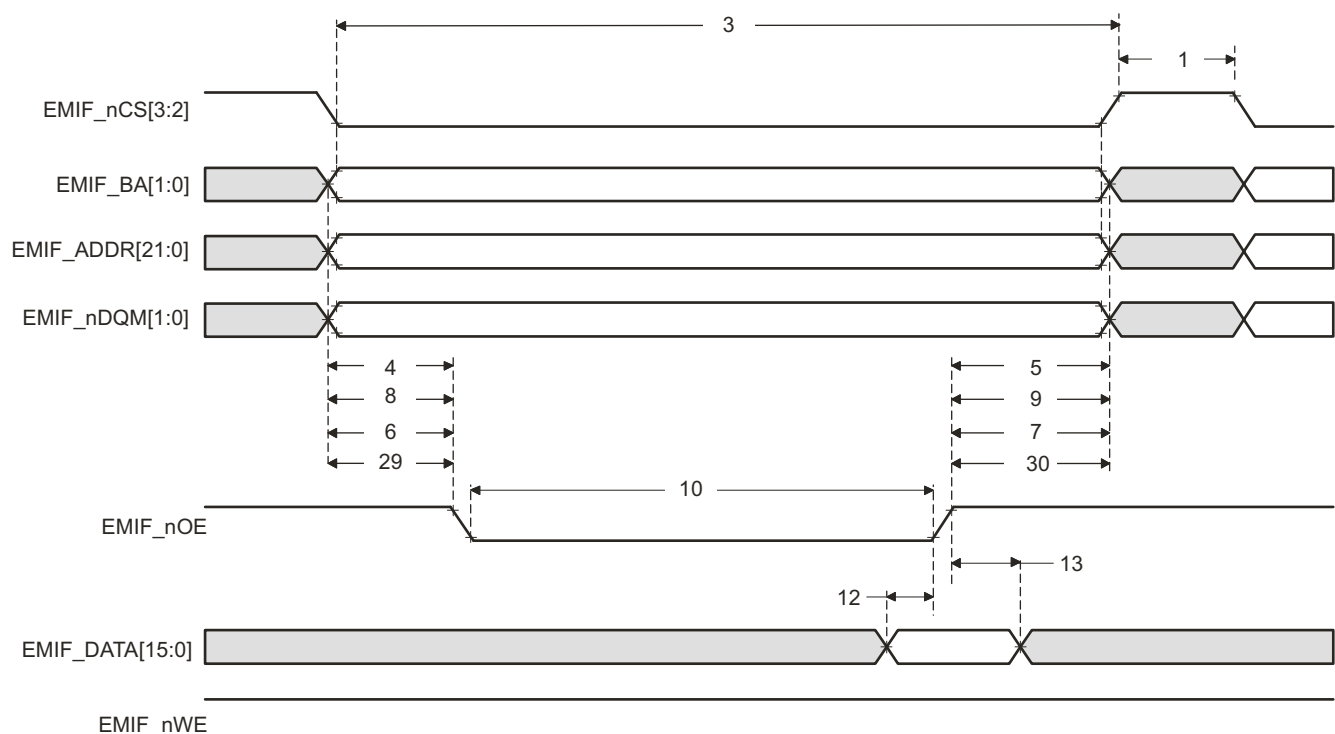 3
1
EMIF_nCS[3:2]
EMIF_BA[1:0]
EMIF_ADDR[21:0]
EMIF_nDQM[1:0]
4 5
8 9
6 7
29 30
10
EMIF_nOE
13
12
EMIF_DATA[15:0]
EMIF_nWE